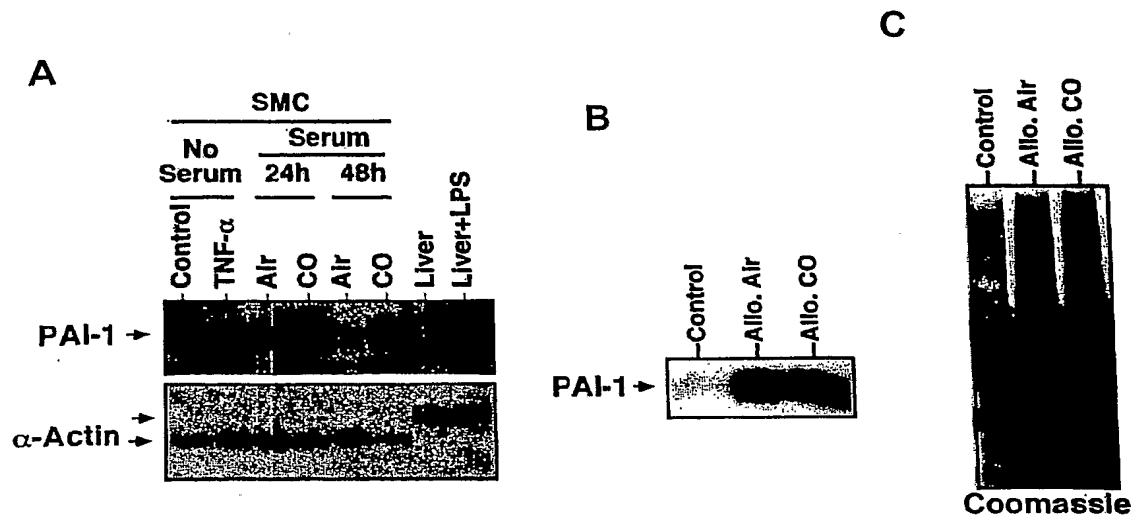 A
SMC
No Serum
Serum
24h
48h
Control
TNF-α
Air
CO
Air
CO
Liver
Liver+LPS
PAI-1
α-Actin
B
Control
Allo. Air
Allo. CO
PAI-1
C
Control
Allo. Air
Allo. CO
Coomassie